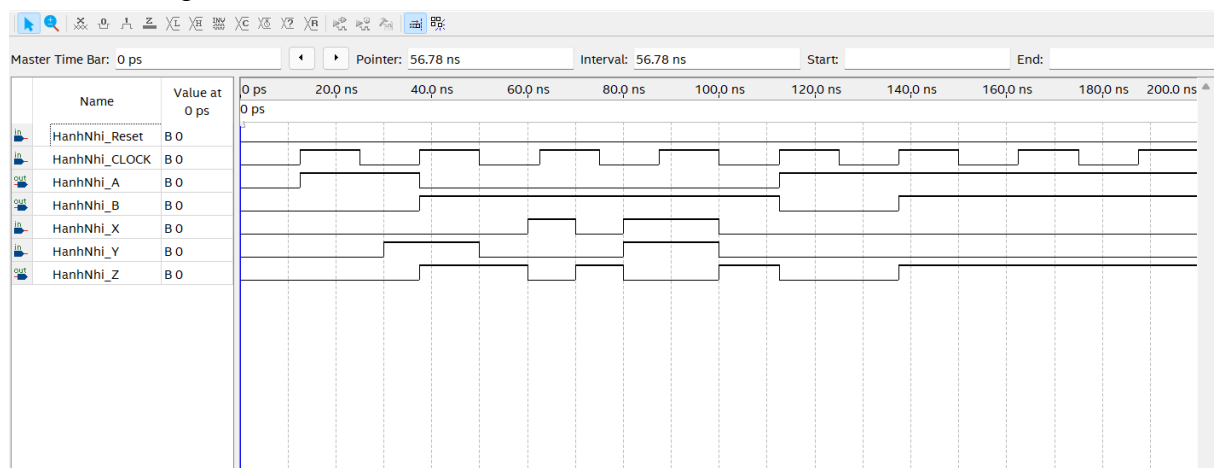 Master Time Bar: 0 ps Pointer: 56.78 ns Interval: 56.78 ns Start: End:
Name Value at 0 ps
0 ps 20.0 ns 40.0 ns 60.0 ns 80.0 ns 100.0 ns 120.0 ns 140.0 ns 160.0 ns 180.0 ns 200.0 ns
0 ps
in HanhNhi_Reset B 0
in HanhNhi_CLOCK B 0
out HanhNhi_A B 0
out HanhNhi_B B 0
in HanhNhi_X B 0
in HanhNhi_Y B 0
out HanhNhi_Z B 0